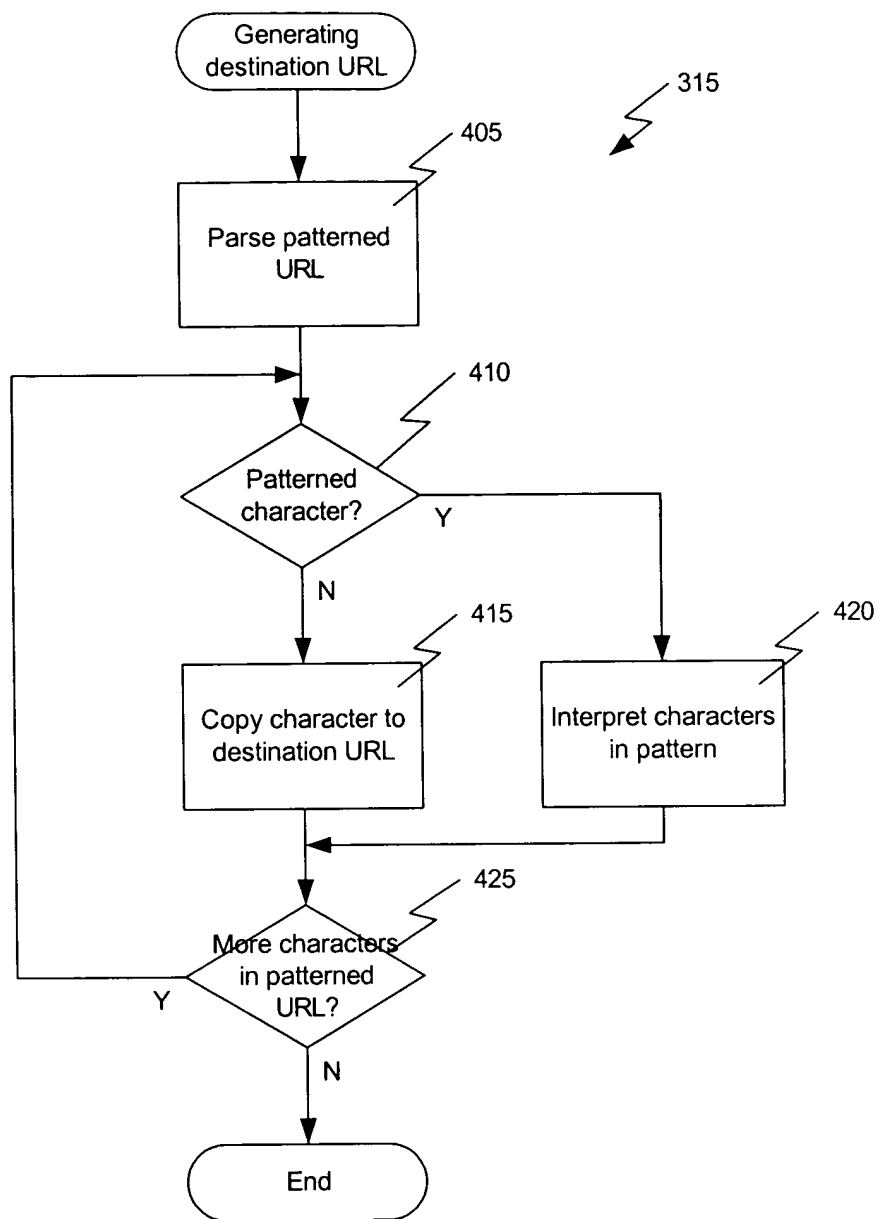 Generating
destination URL
315
405
Parse patterned
URL
410
Patterned
character?
Y
N
415
420
Copy character to
destination URL
Interpret characters
in pattern
425
More characters
in patterned
URL?
Y
N
End